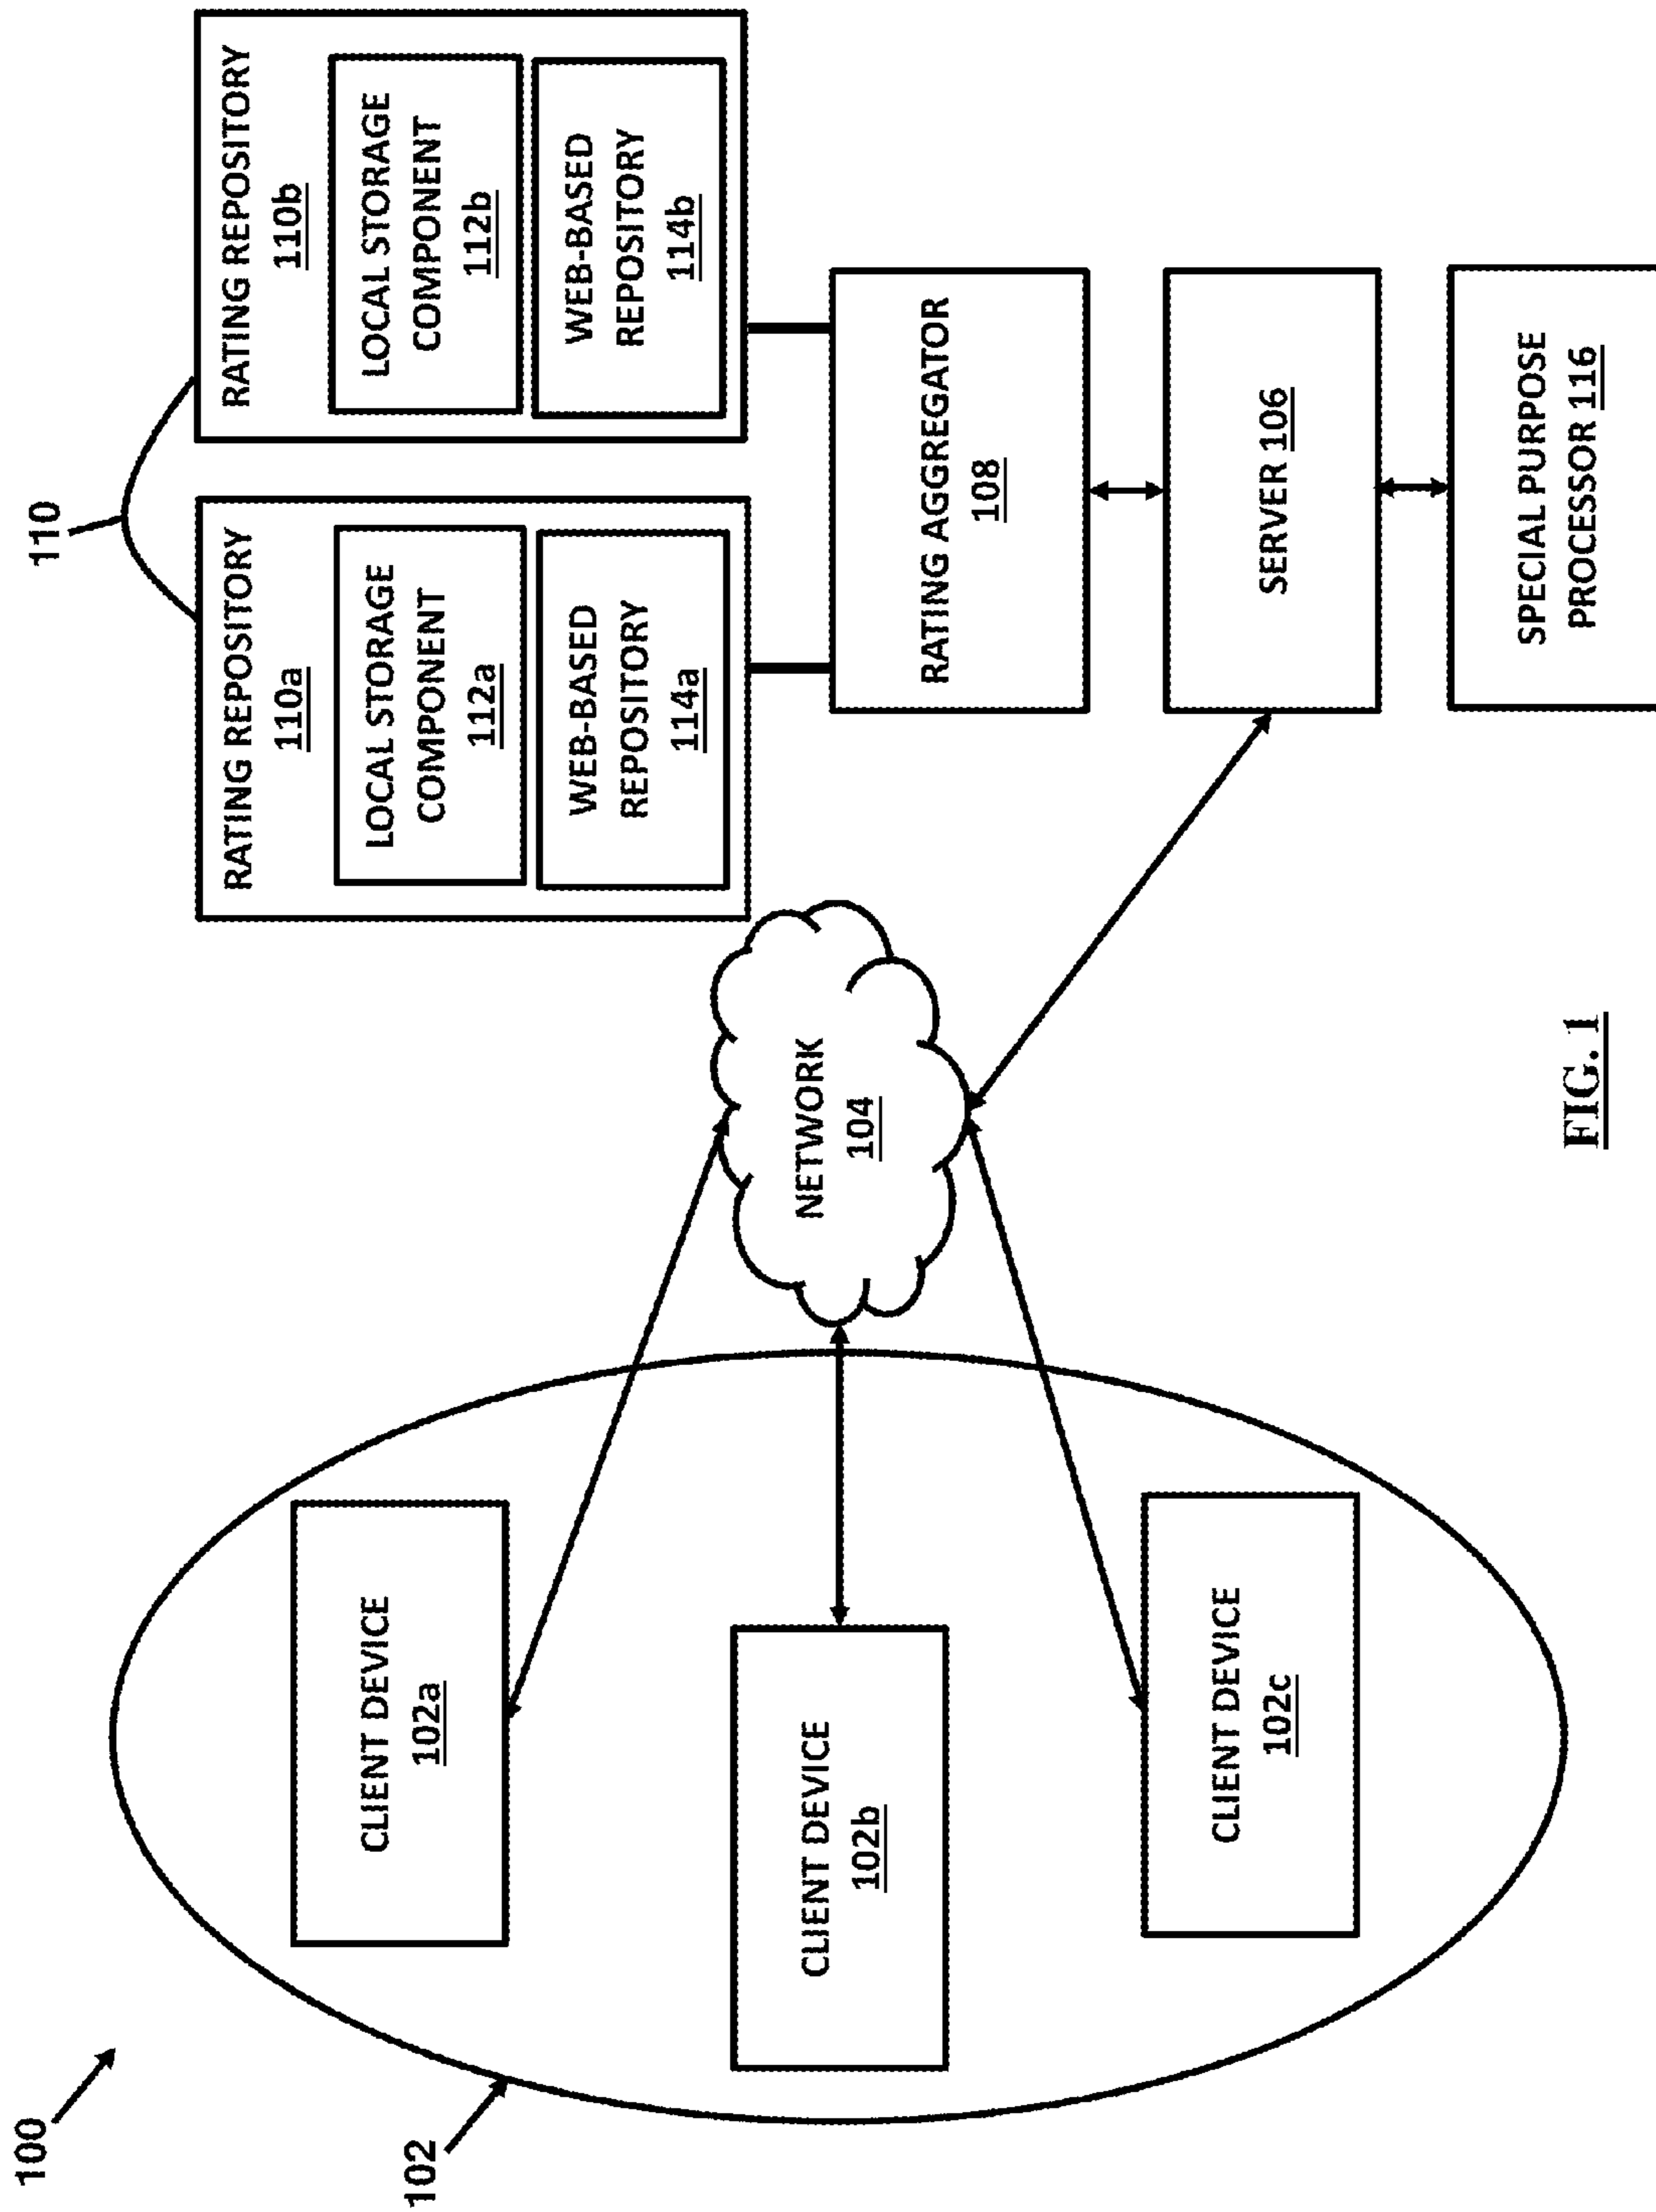 100
102
CLIENT DEVICE
102a
CLIENT DEVICE
102b
CLIENT DEVICE
102c
NETWORK
104
110
RATING REPOSITORY
110a
LOCAL STORAGE
COMPONENT
112a
WEB-BASED
REPOSITORY
114a
RATING REPOSITORY
110b
LOCAL STORAGE
COMPONENT
112b
WEB-BASED
REPOSITORY
114b
RATING AGGREGATOR
108
SERVER 106
SPECIAL PURPOSE
PROCESSOR 116
FIG. 1